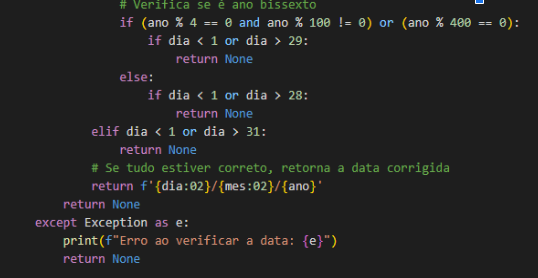 # Verifica se é ano bissexto
if (ano % 4 == 0 and ano % 100 != 0) or (ano % 400 == 0):
if dia < 1 or dia > 29:
return None
else:
if dia < 1 or dia > 28:
return None
elif dia < 1 or dia > 31:
return None
# Se tudo estiver correto, retorna a data corrigida
return f'{dia:02}/{mes:02}/{ano}'
return None
except Exception as e:
print(f"Erro ao verificar a data: {e}")
return None